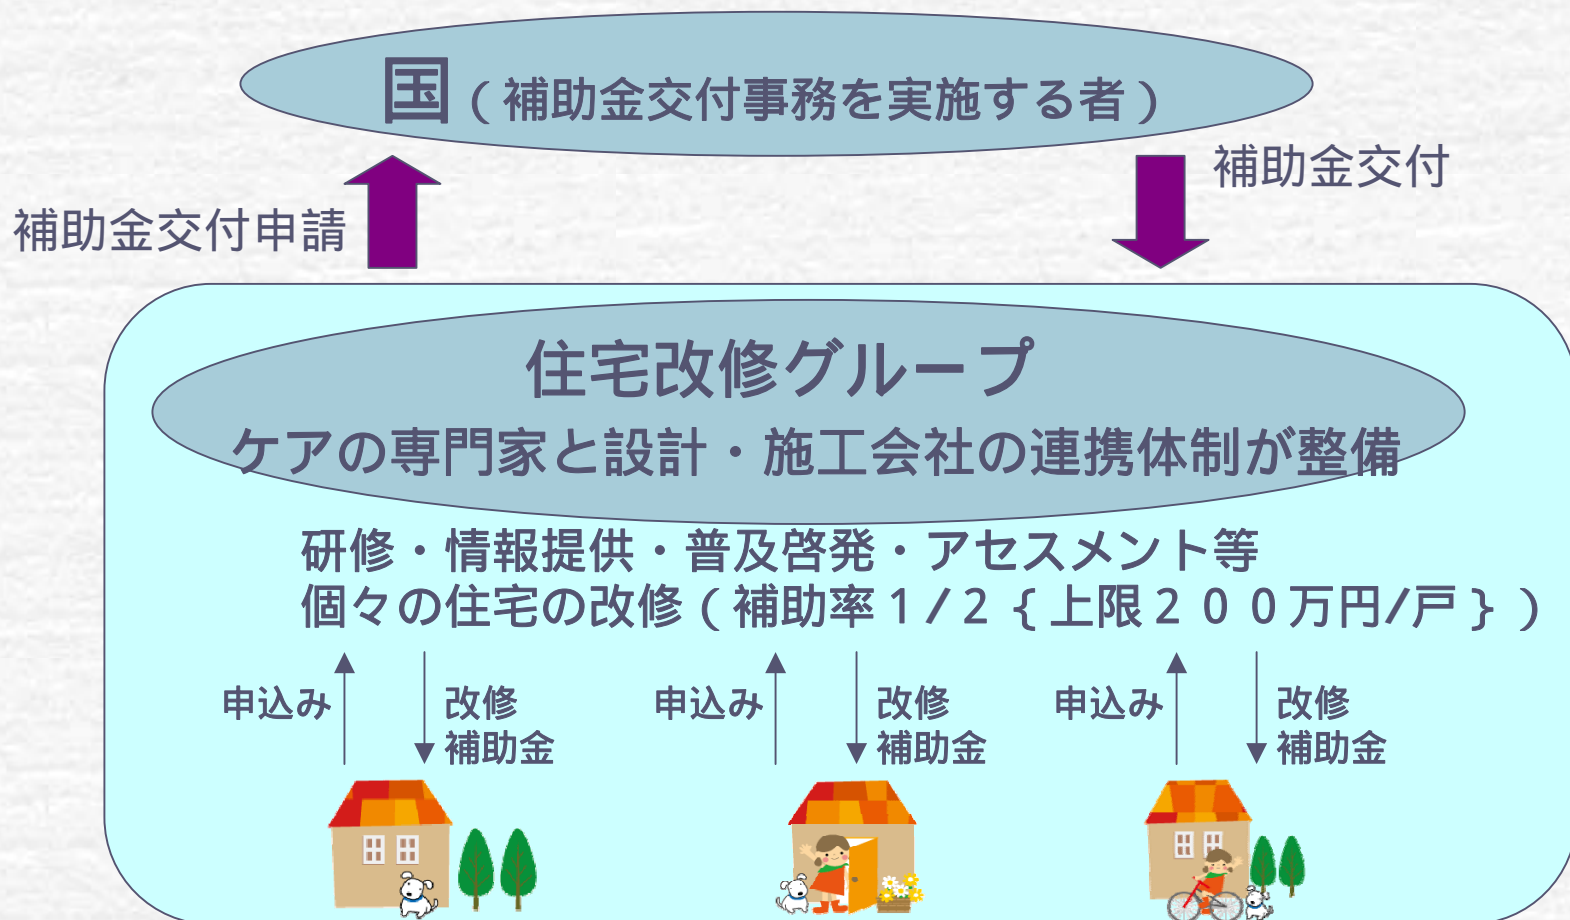 国（補助金交付事務を実施する者）
補助金交付
補助金交付申請
住宅改修グループ
ケアの専門家と設計・施工会社の連携体制が整備
研修・情報提供・普及啓発・アセスメント等
個々の住宅の改修（補助率１／２｛上限２００万円/戸｝）
申込み
改修
補助金
申込み
改修
補助金
申込み
改修
補助金